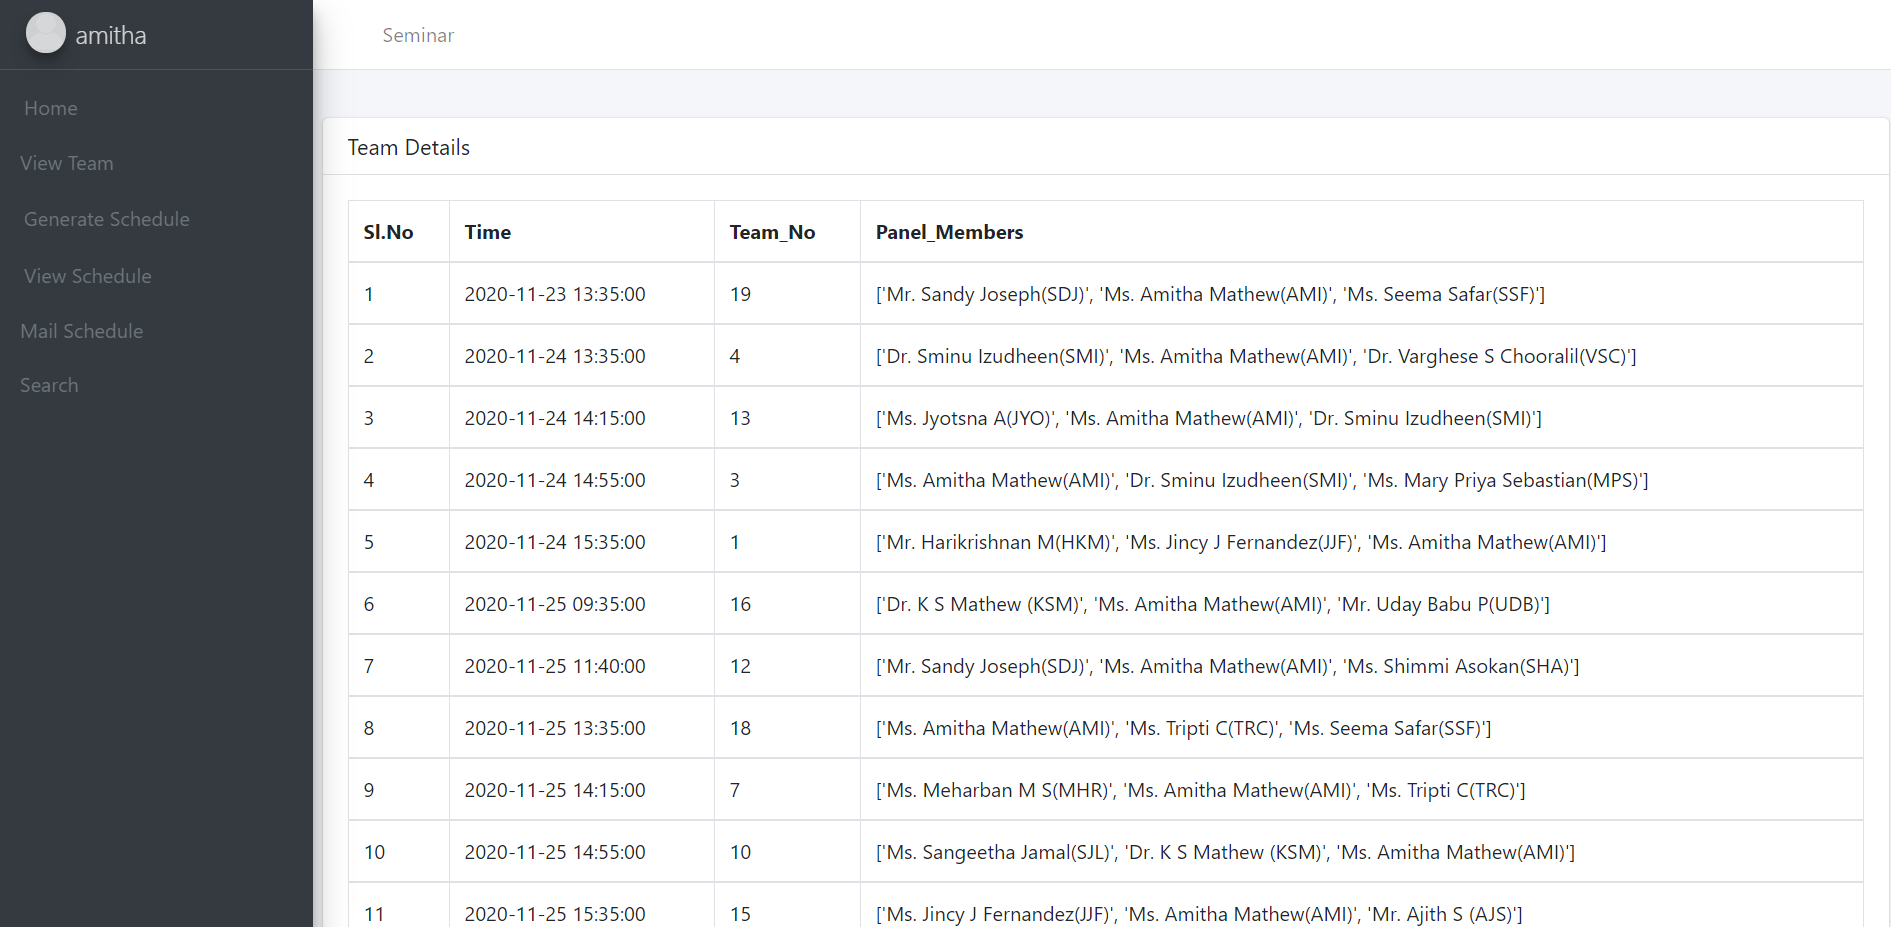 amitha
Seminar
Home
View Team
Generate Schedule
View Schedule
Mail Schedule
Search
Team Details
Sl.No Time Team_No Panel_Members
1 2020-11-23 13:35:00 19 ['Mr. Sandy Joseph(SDJ)', 'Ms. Amitha Mathew(AMI)', 'Ms. Seema Safar(SSF)']
2 2020-11-24 13:35:00 4 ['Dr. Sminu Izudheen(SMI)', 'Ms. Amitha Mathew(AMI)', 'Dr. Varghese S Chooralil(VSC)']
3 2020-11-24 14:15:00 13 ['Ms. Jyotsna A(JYO)', 'Ms. Amitha Mathew(AMI)', 'Dr. Sminu Izudheen(SMI)']
4 2020-11-24 14:55:00 3 ['Ms. Amitha Mathew(AMI)', 'Dr. Sminu Izudheen(SMI)', 'Ms. Mary Priya Sebastian(MPS)']
5 2020-11-24 15:35:00 1 ['Mr. Harikrishnan M(HKM)', 'Ms. Jincy J Fernandez(JJF)', 'Ms. Amitha Mathew(AMI)']
6 2020-11-25 09:35:00 16 ['Dr. K S Mathew (KSM)', 'Ms. Amitha Mathew(AMI)', 'Mr. Uday Babu P(UDB)']
7 2020-11-25 11:40:00 12 ['Mr. Sandy Joseph(SDJ)', 'Ms. Amitha Mathew(AMI)', 'Ms. Shimmi Asokan(SHA)']
8 2020-11-25 13:35:00 18 ['Ms. Amitha Mathew(AMI)', 'Ms. Tripti C(TRC)', 'Ms. Seema Safar(SSF)']
9 2020-11-25 14:15:00 7 ['Ms. Meharban M S(MHR)', 'Ms. Amitha Mathew(AMI)', 'Ms. Tripti C(TRC)']
10 2020-11-25 14:55:00 10 ['Ms. Sangeetha Jamal(SJL)', 'Dr. K S Mathew (KSM)', 'Ms. Amitha Mathew(AMI)']
11 2020-11-25 15:35:00 15 ['Ms. Jincy J Fernandez(JJF)', 'Ms. Amitha Mathew(AMI)', 'Mr. Ajith S (AJS)']